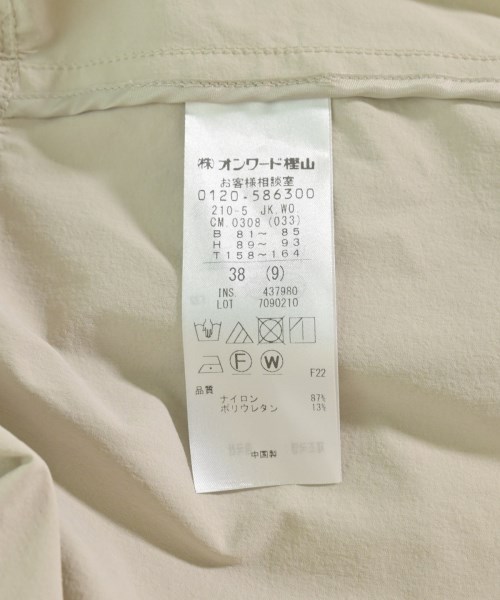 ㈱オンワード樫山
お客様相談室
0120-586300
210-5 JK.WO.
CM.0308 (033)
B 81～ 85
H 89～ 93
T 158～164
38 (9)
INS 437980
LOT 7090210
F W
F22
品質
ナイロン 87%
ポリウレタン 13%
中国製